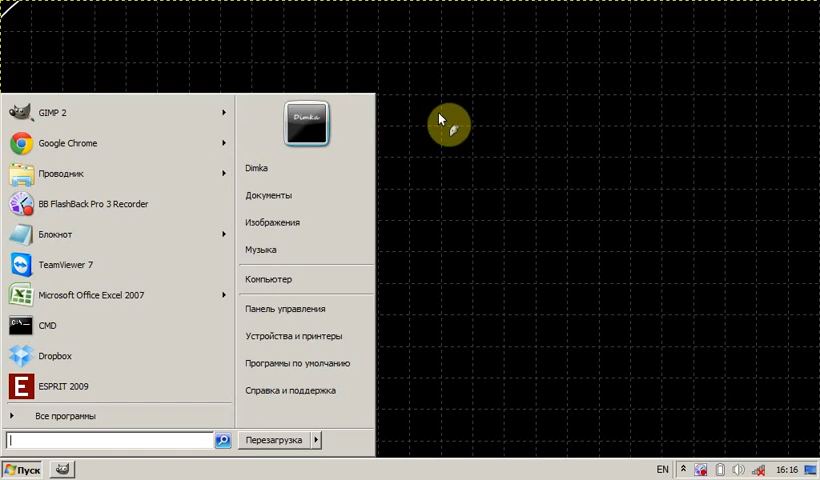 GIMP 2
Google Chrome
Проводник
BB FlashBack Pro 3 Recorder
Блокнот
TeamViewer 7
Microsoft Office Excel 2007
CMD
Dropbox
E ESPRIT 2009
Все программы
Dimka
Dimka
Документы
Изображения
Музыка
Компьютер
Панель управления
Устройства и принтеры
Программы по умолчанию
Справка и поддержка
Перезагрузка
Пуск
EN
16:16